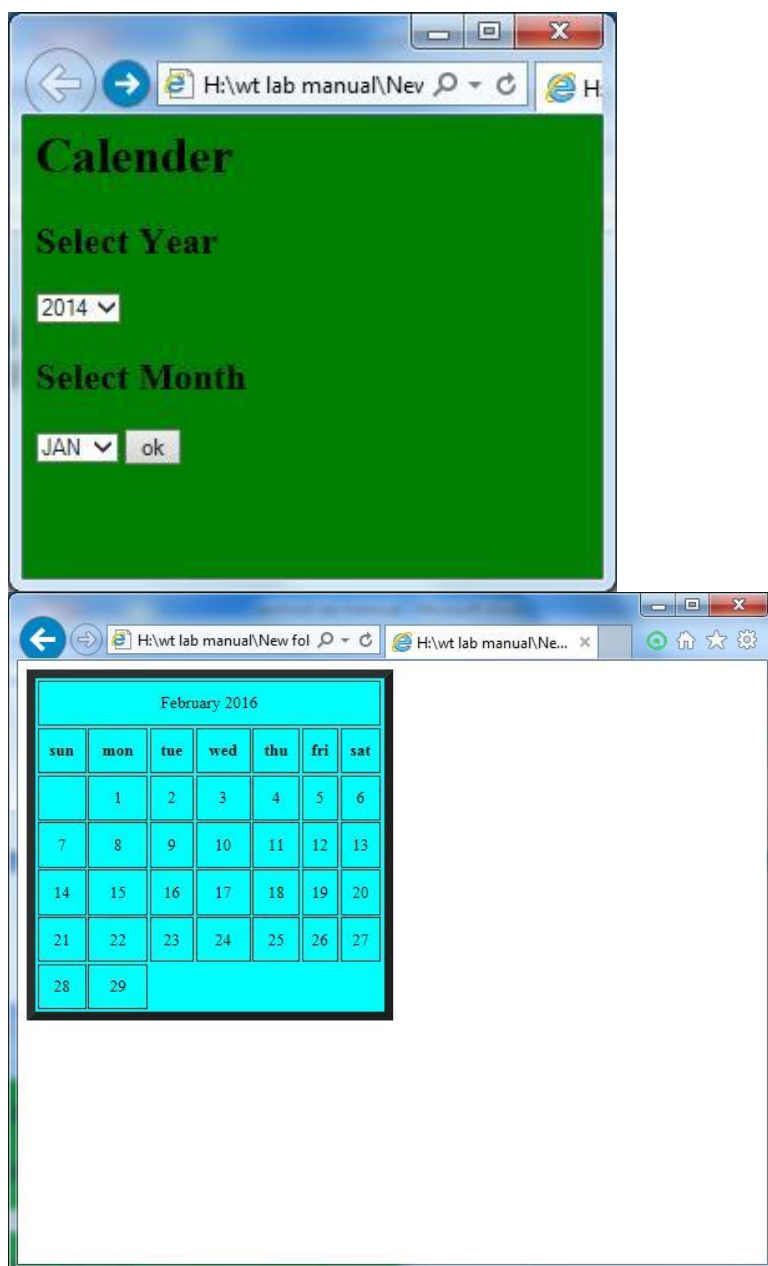 H:\wt lab manual\Nev
H
Calender
Select Year
2014
Select Month
JAN ok
H:\wt lab manual\New fol
H:\wt lab manual\Ne...
February 2016
sun mon tue wed thu fri sat
1 2 3 4 5 6
7 8 9 10 11 12 13
14 15 16 17 18 19 20
21 22 23 24 25 26 27
28 29